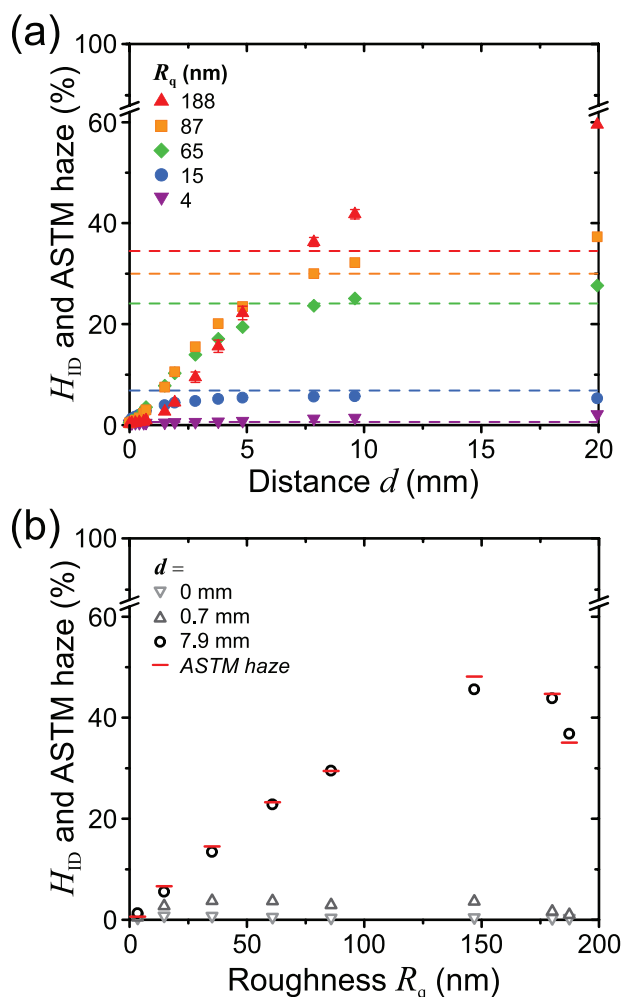 (a)
100
60
40
20
0
H_ID and ASTM haze (%)
R_q (nm)
188
87
65
15
4
0 5 10 15 20
Distance d (mm)
(b)
100
60
40
20
0
H_ID and ASTM haze (%)
d =
0 mm
0.7 mm
7.9 mm
ASTM haze
0 50 100 150 200
Roughness R_q (nm)